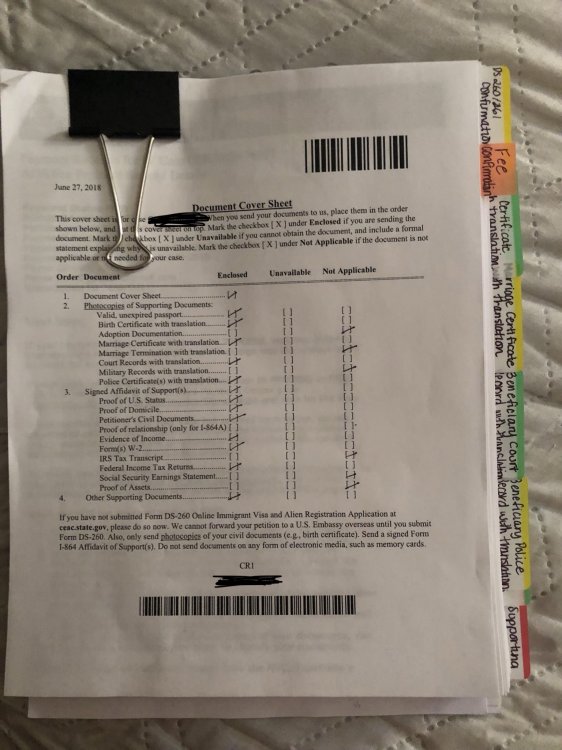 June 27, 2018
Document Cover Sheet
This cover sheet is for case When you send your documents to us, place them in the order
shown below, and cover sheet on top. Mark the checkbox [ X ] under Enclosed if you are sending the
document. Mark checkbox [ X ] under Unavailable if you cannot obtain the document, and include a formal
statement explaining why is unavailable. Mark the checkbox [ X ] under Not Applicable if the document is not
applicable or needed for your case.
Order Document Enclosed Unavailable Not Applicable
1. Document Cover Sheet
2. Photocopies of Supporting Documents:
Valid, unexpired passport [ ] [ ]
Birth Certificate with translation [ ] [ ]
Adoption Documentation [ ] [ ]
Marriage Certificate with translation [ ] [ ]
Marriage Termination with translation [ ] [ ]
Court Records with translation [ ] [ ]
Military Records with translation [ ] [ ]
Police Certificate(s) with translation [ ] [ ]
3. Signed Affidavit of Support(s)
Proof of U.S. Status [ ] [ ]
Proof of Domicile [ ] [ ]
Petitioner's Civil Documents [ ] [ ]
Proof of relationship (only for I-864A) [ ] [ ] [ ]
Evidence of Income [ ] [ ]
Form(s) W-2 [ ] [ ]
IRS Tax Transcript [ ] [ ]
Federal Income Tax Returns [ ] [ ]
Social Security Earnings Statement [ ] [ ]
Proof of Assets [ ] [ ]
4. Other Supporting Documents [ ] [ ]
If you have not submitted Form DS-260 Online Immigrant Visa and Alien Registration Application at
ceac.state.gov, please do so now. We cannot forward your petition to a U.S. Embassy overseas until you submit
Form DS-260. Also, only send photocopies of your civil documents (e.g., birth certificate). Send a signed Form
I-864 Affidavit of Support(s). Do not send documents on any form of electronic media, such as memory cards.
CR1
DS260/261
Confirmation
Fee
Confirmation
Certificate
translation
Marriage Certificate
with translation
Beneficiary Court
record with translation
Beneficiary Police
record with translation
Supporting